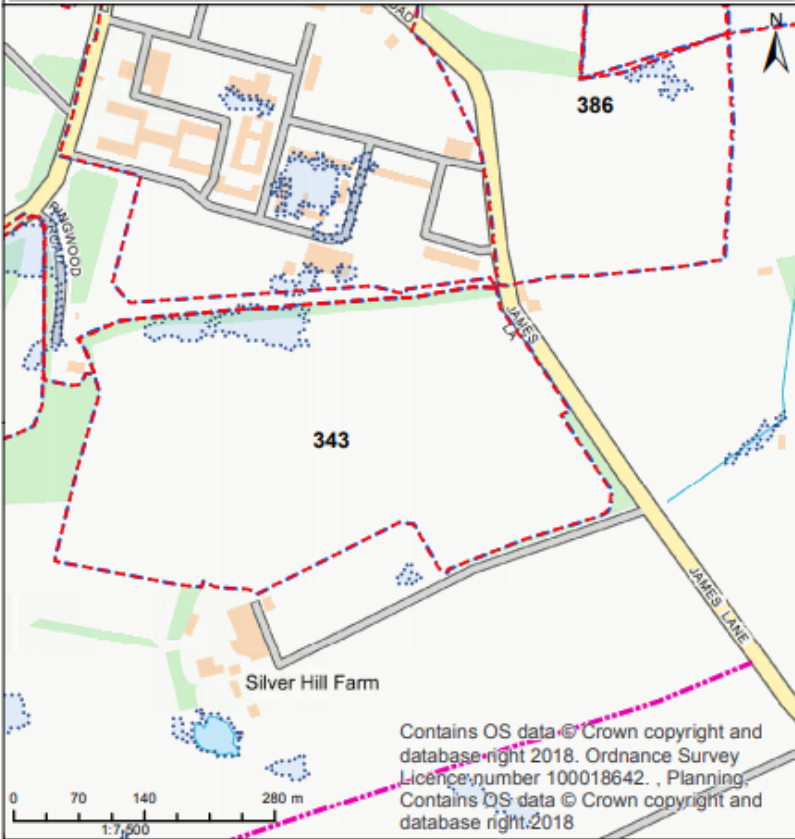 OAD
N
386
RINGWOOD
ROAD
JAMES
LA
343
JAMES LANE
Silver Hill Farm
Contains OS data © Crown copyright and
database right 2018. Ordnance Survey
Licence number 100018642. , Planning,
Contains OS data © Crown copyright and
database right 2018
0 70 140 280 m
1:7,500